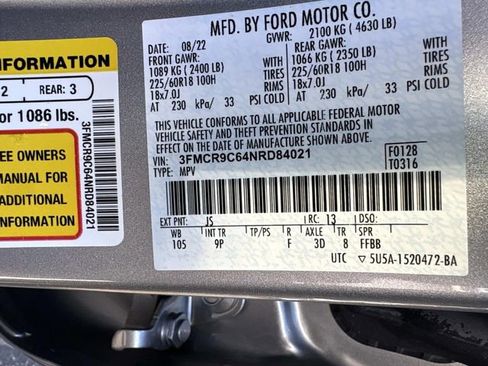 INFORMATION
2 REAR: 3
or 1086 lbs.
EE OWNERS
MANUAL FOR
ADDITIONAL
NFORMATION
3FMCR9C64NRD84021
MFD. BY FORD MOTOR CO.
DATE: 08/22 GVWR: 2100 KG ( 4630 LB)
FRONT GAWR: REAR GAWR:
1089 KG ( 2400 LB) WITH 1066 KG ( 2350 LB) WITH
225/60R18 100H TIRES 225/60R18 100H TIRES
18x7.0J RIMS 18x7.0J RIMS
AT 230 kPa/ 33 PSI COLD AT 230 kPa/ 33 PSI COLD
THIS VEHICLE CONFORMS TO ALL APPLICABLE FEDERAL MOTOR
VEHICLE SAFETY AND THEFT PREVENTION STANDARDS IN EFFECT
ON THE DATE OF MANUFACTURE SHOWN ABOVE.
VIN: 3FMCR9C64NRD84021 F0128
TYPE: MPV T0316
EXT PNT: JS RC: 13 DSO:
WB INT TR TP/PS R AXLE TR SPR
105 9P F 3D 8 FFBB
UTC ▽5U5A-1520472-BA